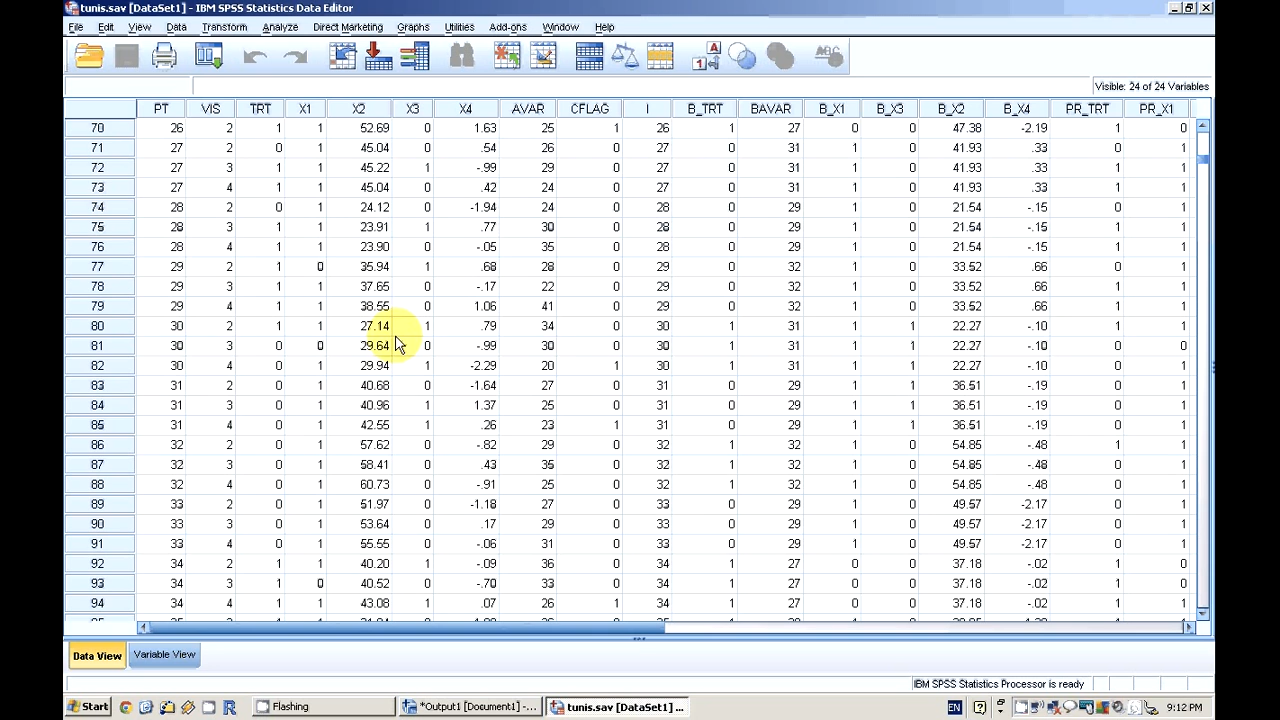 tunis.sav [DataSet1] - IBM SPSS Statistics Data Editor
File Edit View Data Transform Analyze Direct Marketing Graphs Utilities Add-ons Window Help
Visible: 24 of 24 Variables
PT VIS TRT X1 X2 X3 X4 AVAR CFLAG I B_TRT BAVAR B_X1 B_X3 B_X2 B_X4 PR_TRT PR_X1
70 26 2 1 1 52.69 0 1.63 25 1 26 1 27 0 0 47.38 -2.19 1 0
71 27 2 0 1 45.04 0 .54 26 0 27 0 31 1 0 41.93 .33 0 1
72 27 3 1 1 45.22 1 -.99 29 0 27 0 31 1 0 41.93 .33 1 1
73 27 4 1 1 45.04 0 .42 24 0 27 0 31 1 0 41.93 .33 1 1
74 28 2 0 1 24.12 0 -1.94 24 0 28 0 29 1 0 21.54 -.15 0 1
75 28 3 1 1 23.91 1 .77 30 0 28 0 29 1 0 21.54 -.15 1 1
76 28 4 1 1 23.90 0 -.05 35 0 28 0 29 1 0 21.54 -.15 1 1
77 29 2 1 0 35.94 1 .68 28 0 29 0 32 1 0 33.52 .66 0 1
78 29 3 1 1 37.65 0 -.17 22 0 29 0 32 1 0 33.52 .66 1 1
79 29 4 1 1 38.55 0 1.06 41 0 29 0 32 1 0 33.52 .66 1 1
80 30 2 1 1 27.14 1 .79 34 0 30 1 31 1 0 22.27 -.10 1 1
81 30 3 0 0 29.64 0 -.99 30 0 30 1 31 1 0 22.27 -.10 0 0
82 30 4 0 1 29.94 1 -2.29 20 1 30 1 31 1 0 22.27 -.10 0 1
83 31 2 0 1 40.68 0 -1.64 27 0 31 0 29 1 1 36.51 -.19 0 1
84 31 3 0 1 40.96 1 1.37 25 0 31 0 29 1 1 36.51 -.19 0 1
85 31 4 0 1 42.55 1 .26 23 1 31 0 29 1 1 36.51 -.19 0 1
86 32 2 0 1 57.62 0 -.82 29 0 32 1 32 1 0 54.85 -.48 1 1
87 32 3 0 1 58.41 0 .43 35 0 32 1 32 1 0 54.85 -.48 0 1
88 32 4 0 1 60.73 0 -.91 25 0 32 1 32 1 0 54.85 -.48 0 1
89 33 2 0 1 51.97 0 -1.18 27 0 33 0 29 1 0 49.57 -2.17 0 1
90 33 3 0 1 53.64 0 .17 29 0 33 0 29 1 0 49.57 -2.17 0 1
91 33 4 0 1 55.55 0 -.06 31 0 33 0 29 1 0 49.57 -2.17 0 1
92 34 2 1 1 40.20 0 -.09 36 0 34 1 27 0 0 37.18 -.02 1 0
93 34 3 1 0 40.52 0 -.70 33 0 34 1 27 0 0 37.18 -.02 1 0
94 34 4 1 1 43.08 1 .07 26 1 34 1 27 0 0 37.18 -.02 1 1
Data View Variable View
IBM SPSS Statistics Processor is ready
Start Flashing *Output1 [Document1] -... tunis.sav [DataSet1] ... EN 9:12 PM